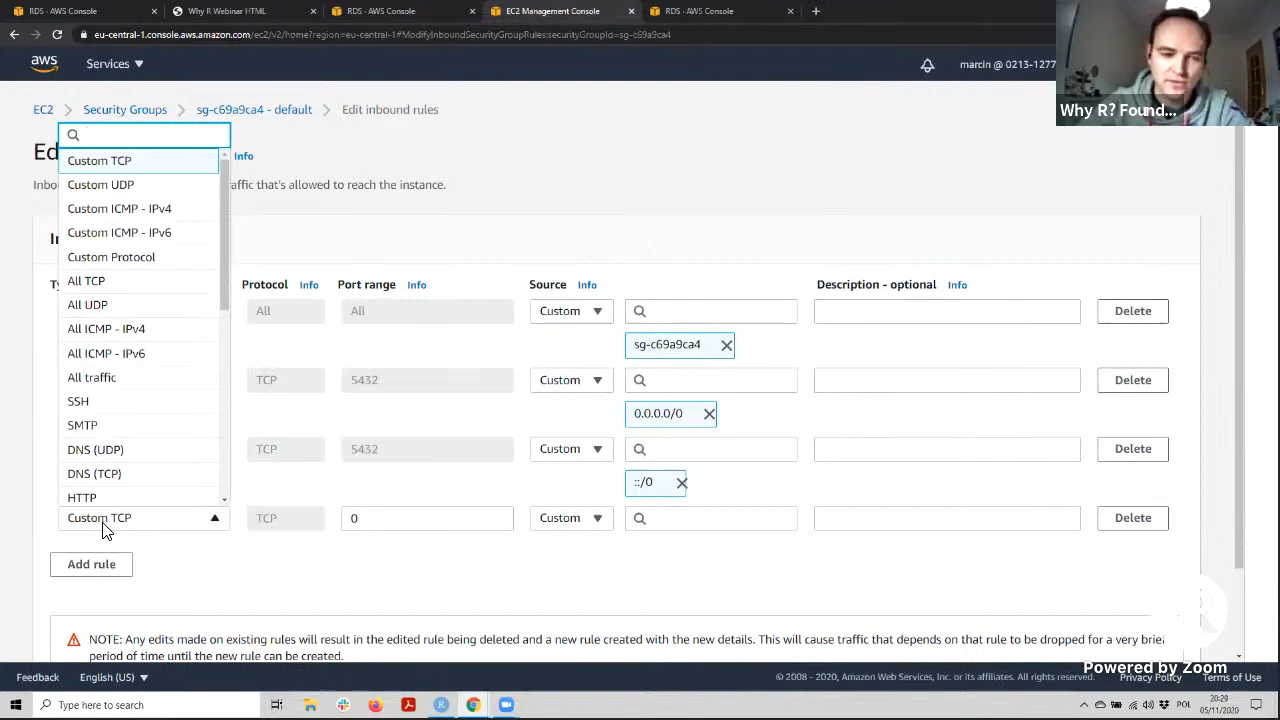 RDS · AWS Console
Why R Webinar HTML
RDS · AWS Console
EC2 Management Console
RDS · AWS Console
eu-central-1.console.aws.amazon.com/ec2/v2/home?region=eu-central-1#ModifyInboundSecurityGroupRules:securityGroupId=sg-c69a9ca4
aws
Services
marcin @ 0213-1277
Why R? Found...
EC2 > Security Groups > sg-c69a9ca4 - default > Edit inbound rules
Ed
Info
Inbo
affic that's allowed to reach the instance.
Custom TCP
Custom UDP
Custom ICMP - IPv4
Custom ICMP - IPv6
Custom Protocol
All TCP
All UDP
All ICMP - IPv4
All ICMP - IPv6
All traffic
SSH
SMTP
DNS (UDP)
DNS (TCP)
HTTP
Custom TCP
Protocol Info Port range Info Source Info Description - optional Info
All All Custom Delete
sg-c69a9ca4
TCP 5432 Custom Delete
0.0.0.0/0
TCP 5432 Custom Delete
::/0
TCP 0 Custom Delete
Add rule
NOTE: Any edits made on existing rules will result in the edited rule being deleted and a new rule created with the new details. This will cause traffic that depends on that rule to be dropped for a very brief
period of time until the new rule can be created.
Powered by Zoom
Feedback English (US) © 2008 - 2020, Amazon Web Services, Inc. or its affiliates. All rights reserved. Privacy Policy Terms of Use
Type here to search
POL
20:29
05/11/2020